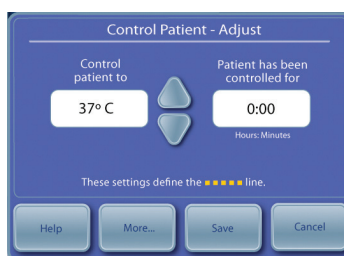 Control Patient - Adjust
Control
patient to
Patient has been
controlled for
37º C
0:00
Hours: Minutes
These settings define the ▪▪▪▪▪ line.
Help
More...
Save
Cancel